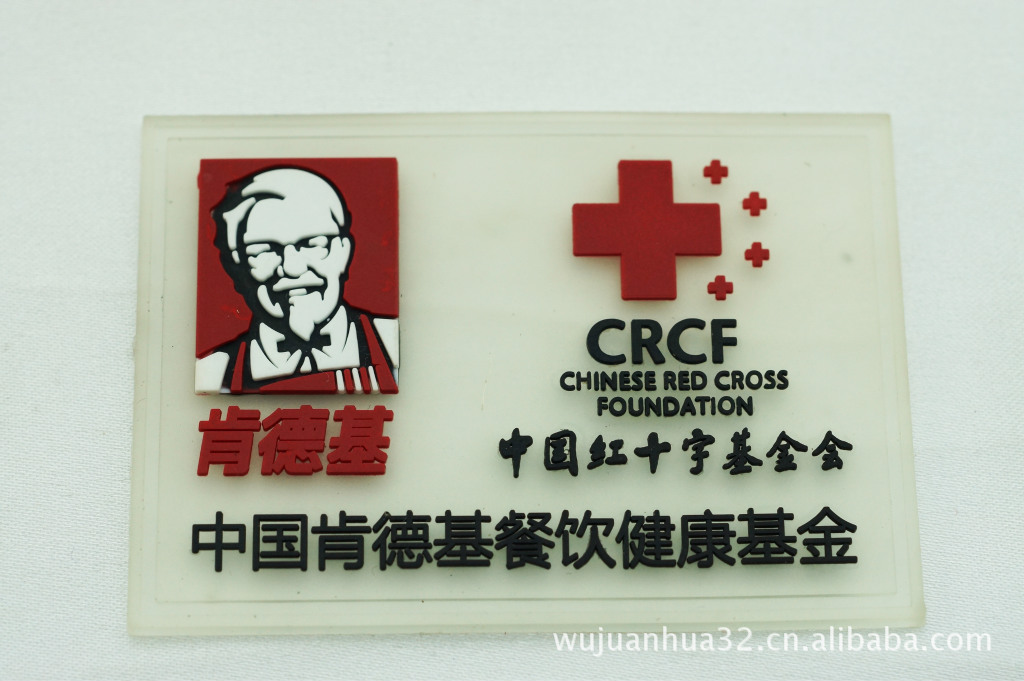 肯德基
CRCF
CHINESE RED CROSS
FOUNDATION
中国红十字基金会
中国肯德基餐饮健康基金
wujuanhua32.cn.alibaba.com